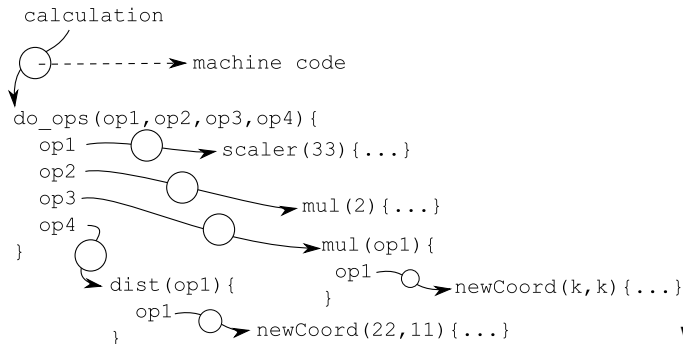 calculation
machine code
do_ops(op1,op2,op3,op4){
op1 scaler(33){...}
op2 mul(2){...}
op3 mul(op1){
op4
} op1 newCoord(k,k){...}
dist(op1){ }
op1 newCoord(22,11){...}
}